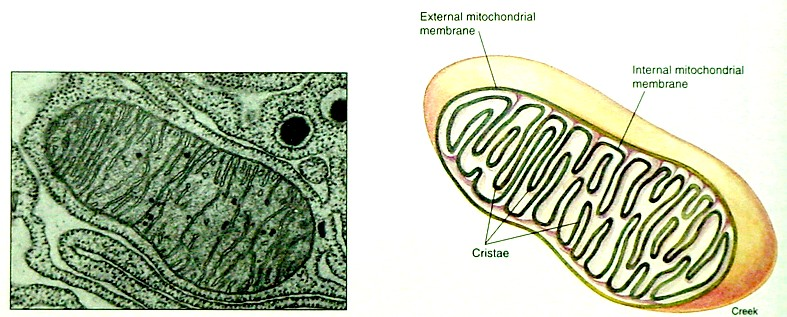 External mitochondrial
membrane
Internal mitochondrial
membrane
Cristae
Creek